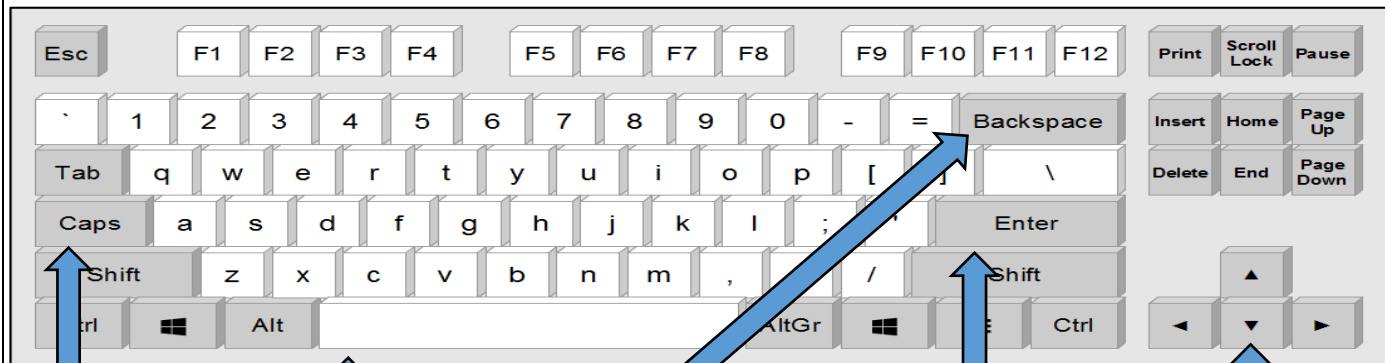 Esc F1 F2 F3 F4 F5 F6 F7 F8 F9 F10 F11 F12 Print Scroll Lock Pause
` 1 2 3 4 5 6 7 8 9 0 - = Backspace Insert Home Page Up
Tab q w e r t y u i o p [ ] \ Delete End Page Down
Caps a s d f g h j k l ; ' Enter
Shift z x c v b n m , / Shift
Alt AltGr Ctrl